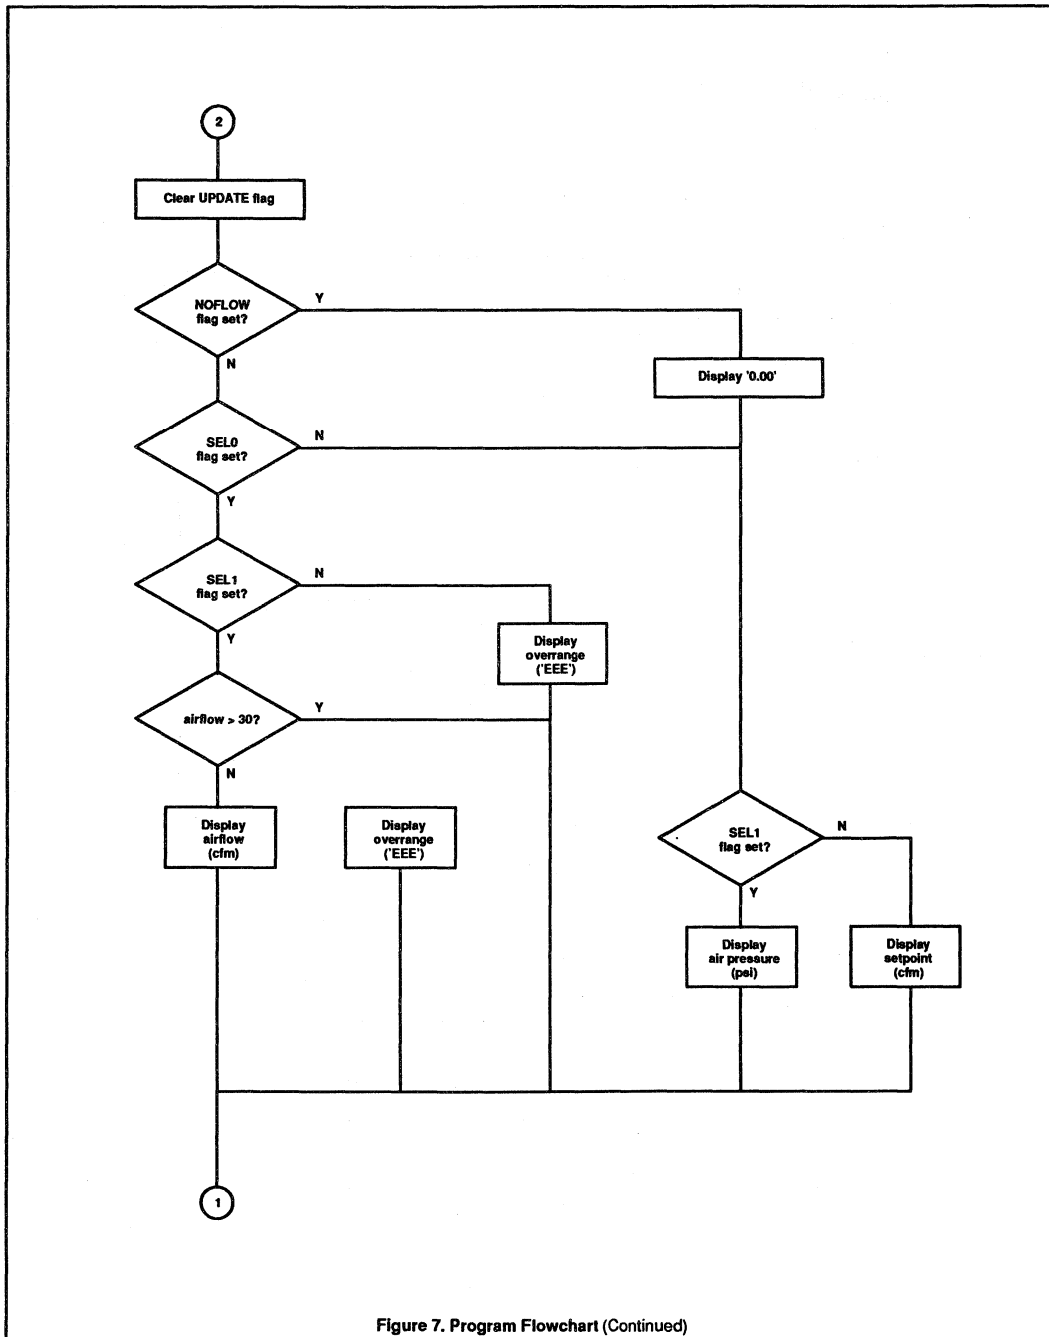 2
Clear UPDATE flag
NOFLOW
flag set?
Y
N
Display '0.00'
SEL0
flag set?
N
Y
SEL1
flag set?
N
Y
Display
overrange
('EEE')
airflow > 30?
Y
N
Display
airflow
(cfm)
Display
overrange
('EEE')
SEL1
flag set?
N
Y
Display
air pressure
(psi)
Display
setpoint
(cfm)
1
Figure 7. Program Flowchart (Continued)